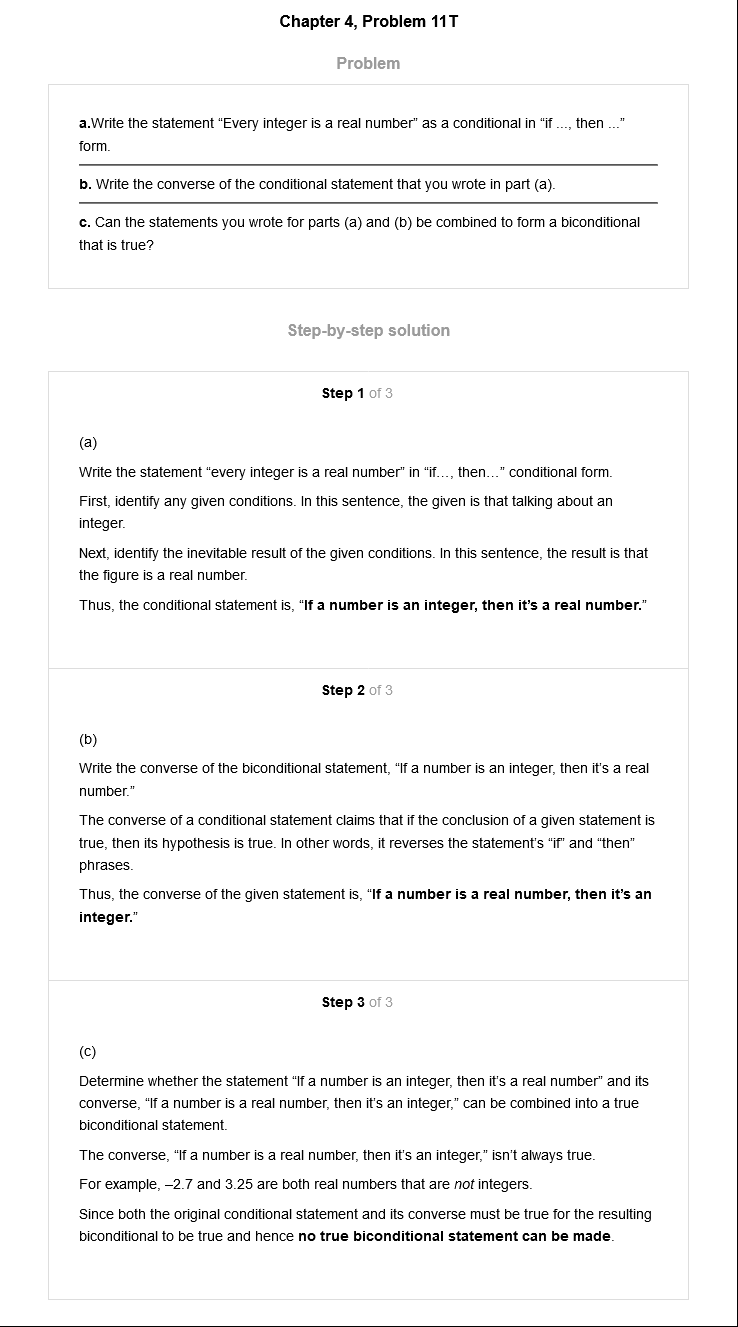 Chapter 4, Problem 11T
Problem
a.Write the statement “Every integer is a real number” as a conditional in “if ..., then ...”
form.
b. Write the converse of the conditional statement that you wrote in part (a).
c. Can the statements you wrote for parts (a) and (b) be combined to form a biconditional
that is true?
Step-by-step solution
Step 1 of 3
(a)
Write the statement “every integer is a real number” in “if…, then…” conditional form.
First, identify any given conditions. In this sentence, the given is that talking about an
integer.
Next, identify the inevitable result of the given conditions. In this sentence, the result is that
the figure is a real number.
Thus, the conditional statement is, “If a number is an integer, then it’s a real number.”
Step 2 of 3
(b)
Write the converse of the biconditional statement, “If a number is an integer, then it’s a real
number.”
The converse of a conditional statement claims that if the conclusion of a given statement is
true, then its hypothesis is true. In other words, it reverses the statement’s “if” and “then”
phrases.
Thus, the converse of the given statement is, “If a number is a real number, then it’s an
integer.”
Step 3 of 3
(c)
Determine whether the statement “If a number is an integer, then it’s a real number” and its
converse, “If a number is a real number, then it’s an integer,” can be combined into a true
biconditional statement.
The converse, “If a number is a real number, then it’s an integer,” isn’t always true.
For example, –2.7 and 3.25 are both real numbers that are not integers.
Since both the original conditional statement and its converse must be true for the resulting
biconditional to be true and hence no true biconditional statement can be made.